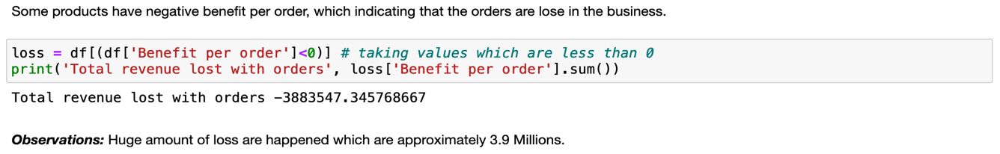 Some products have negative benefit per order, which indicating that the orders are lose in the business.
loss = df[(df['Benefit per order']<0)] # taking values which are less than 0
print('Total revenue lost with orders', loss['Benefit per order'].sum())
Total revenue lost with orders -3883547.345768667
Observations: Huge amount of loss are happened which are approximately 3.9 Millions.